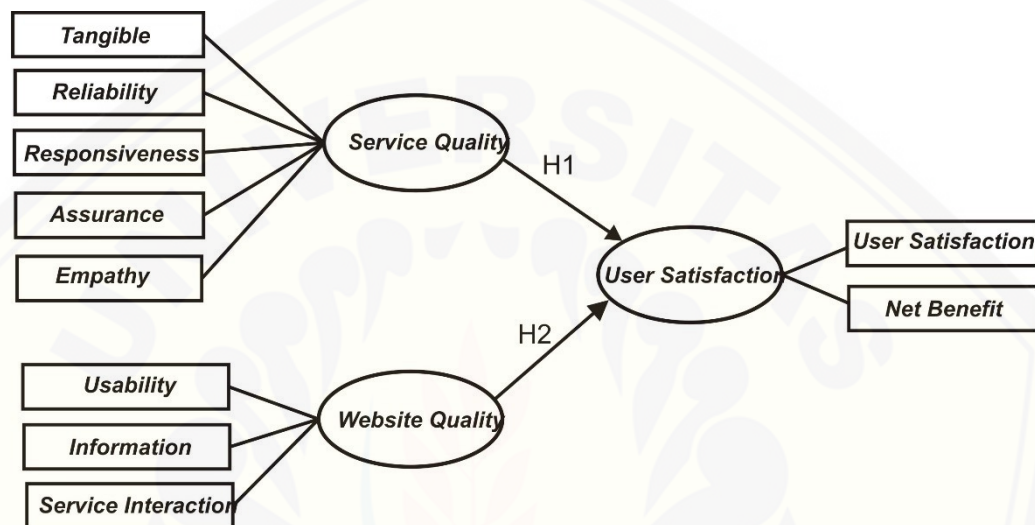 Tangible
Reliability
Responsiveness
Assurance
Empathy
Service Quality
H1
User Satisfaction
User Satisfaction
Net Benefit
H2
Usability
Information
Service Interaction
Website Quality
UNIVERSITAS